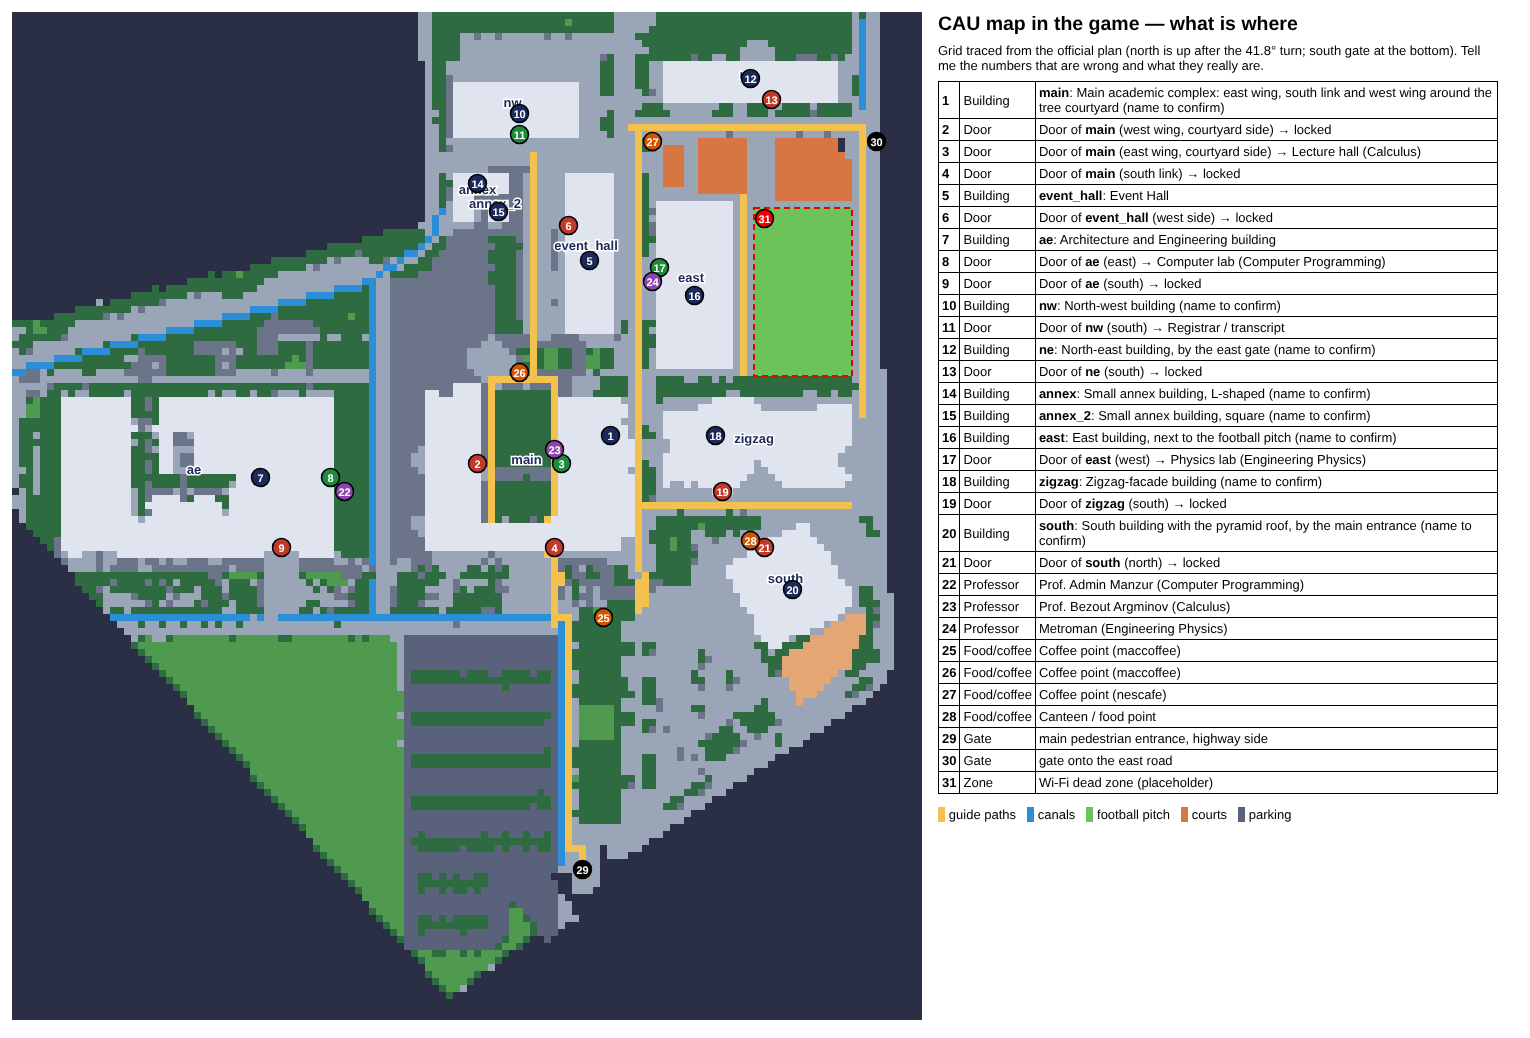 CAU map in the game — what is where
Grid traced from the official plan (north is up after the 41.8° turn; south gate at the bottom). Tell
me the numbers that are wrong and what they really are.
1 Building main: Main academic complex: east wing, south link and west wing around the
tree courtyard (name to confirm)
2 Door Door of main (west wing, courtyard side) → locked
3 Door Door of main (east wing, courtyard side) → Lecture hall (Calculus)
4 Door Door of main (south link) → locked
5 Building event_hall: Event Hall
6 Door Door of event_hall (west side) → locked
7 Building ae: Architecture and Engineering building
8 Door Door of ae (east) → Computer lab (Computer Programming)
9 Door Door of ae (south) → locked
10 Building nw: North-west building (name to confirm)
11 Door Door of nw (south) → Registrar / transcript
12 Building ne: North-east building, by the east gate (name to confirm)
13 Door Door of ne (south) → locked
14 Building annex: Small annex building, L-shaped (name to confirm)
15 Building annex_2: Small annex building, square (name to confirm)
16 Building east: East building, next to the football pitch (name to confirm)
17 Door Door of east (west) → Physics lab (Engineering Physics)
18 Building zigzag: Zigzag-facade building (name to confirm)
19 Door Door of zigzag (south) → locked
20 Building south: South building with the pyramid roof, by the main entrance (name to
confirm)
21 Door Door of south (north) → locked
22 Professor Prof. Admin Manzur (Computer Programming)
23 Professor Prof. Bezout Argminov (Calculus)
24 Professor Metroman (Engineering Physics)
25 Food/coffee Coffee point (maccoffee)
26 Food/coffee Coffee point (maccoffee)
27 Food/coffee Coffee point (nescafe)
28 Food/coffee Canteen / food point
29 Gate main pedestrian entrance, highway side
30 Gate gate onto the east road
31 Zone Wi-Fi dead zone (placeholder)
guide paths canals football pitch courts parking
12
nw
10
13
11
27
30
14
annex
annex_2
15
6
31
event_hall
5
17
east
24
16
26
1
18
zigzag
23
main
2
3
ae
7
8
22
19
9
4
28
21
south
20
25
29